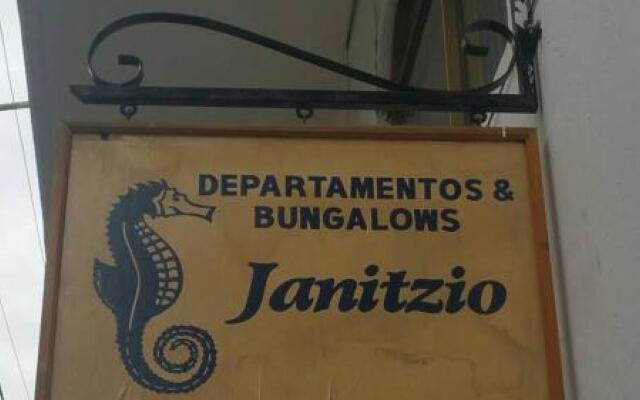 DEPARTAMENTOS &
BUNGALOWS
Janitzio